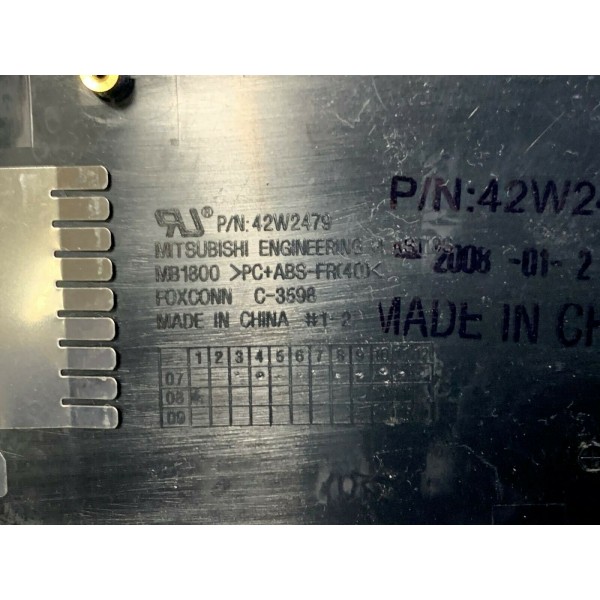 RU® P/N:42W2479
MITSUBISHI ENGINEERING
MB1800 >PC+ABS-FR(40)<
FOXCONN C-3598
MADE IN CHINA #1-2
1 2 3 4 5 6 7 8 9 10
07
08
09
P/N:42W2
2008 -01- 2
MADE IN CH